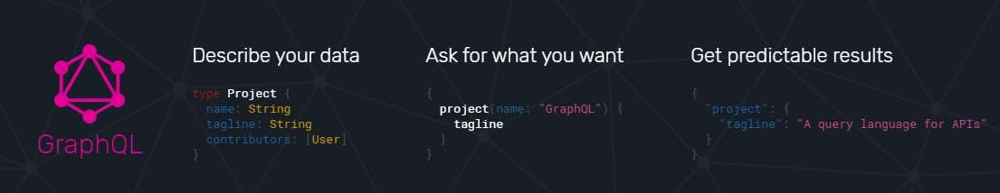 GraphQL
Describe your data
type Project {
  name: String
  tagline: String
  contributors: [User]
}
Ask for what you want
{
  project(name: "GraphQL") {
    tagline
  }
}
Get predictable results
{
  "project": {
    "tagline": "A query language for APIs"
  }
}